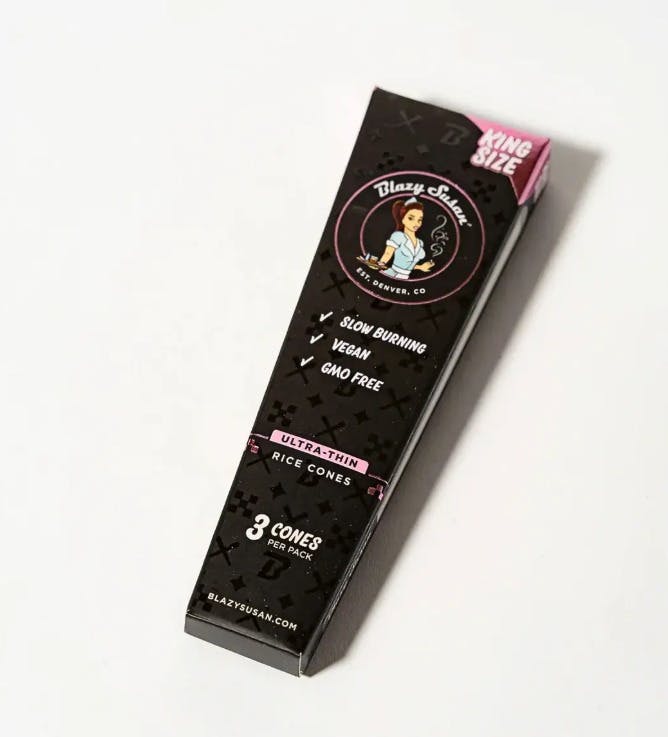 KING
SIZE
Blazy Susan
EST. DENVER, CO
✓ SLOW BURNING
✓ VEGAN
✓ GMO FREE
ULTRA-THIN
RICE CONES
3 CONES
PER PACK
BLAZYSUSAN.COM